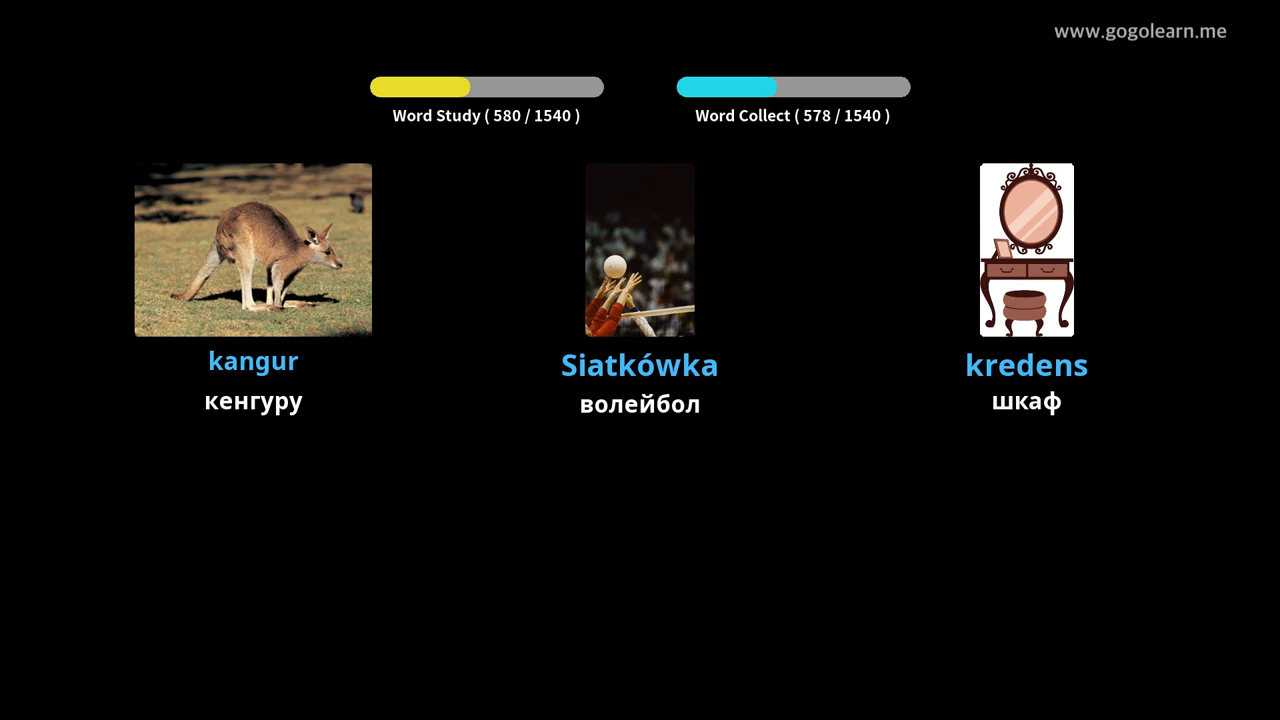 www.gogolearn.me
Word Study ( 580 / 1540 )
Word Collect ( 578 / 1540 )
kangur
кенгуру
Siatkówka
волейбол
kredens
шкаф